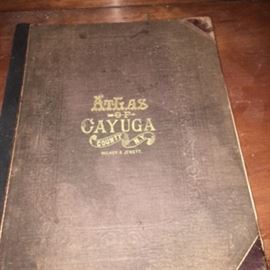 ATLAS
OF
CAYUGA
COUNTY N.Y.